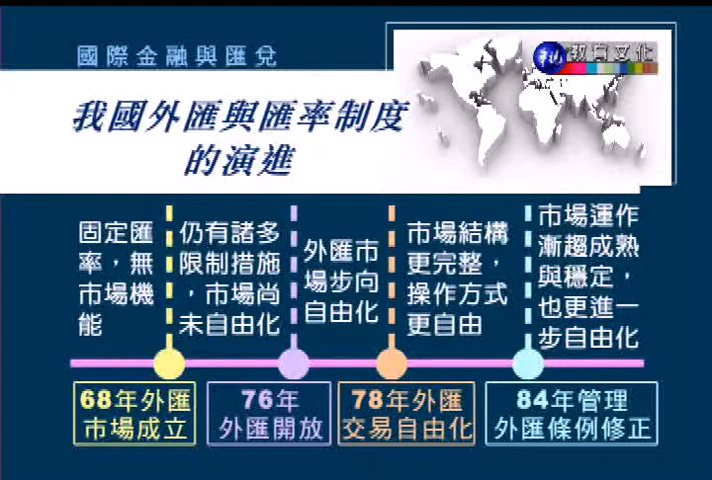 國際金融與匯兌
教育文化
我國外匯與匯率制度
的演進
固定匯
率，無
市場機
能
仍有諸多
限制措施
，市場尚
未自由化
外匯市
場步向
自由化
市場結構
更完整，
操作方式
更自由
市場運作
漸趨成熟
與穩定，
也更進一
步自由化
68年外匯
市場成立
76年
外匯開放
78年外匯
交易自由化
84年管理
外匯條例修正